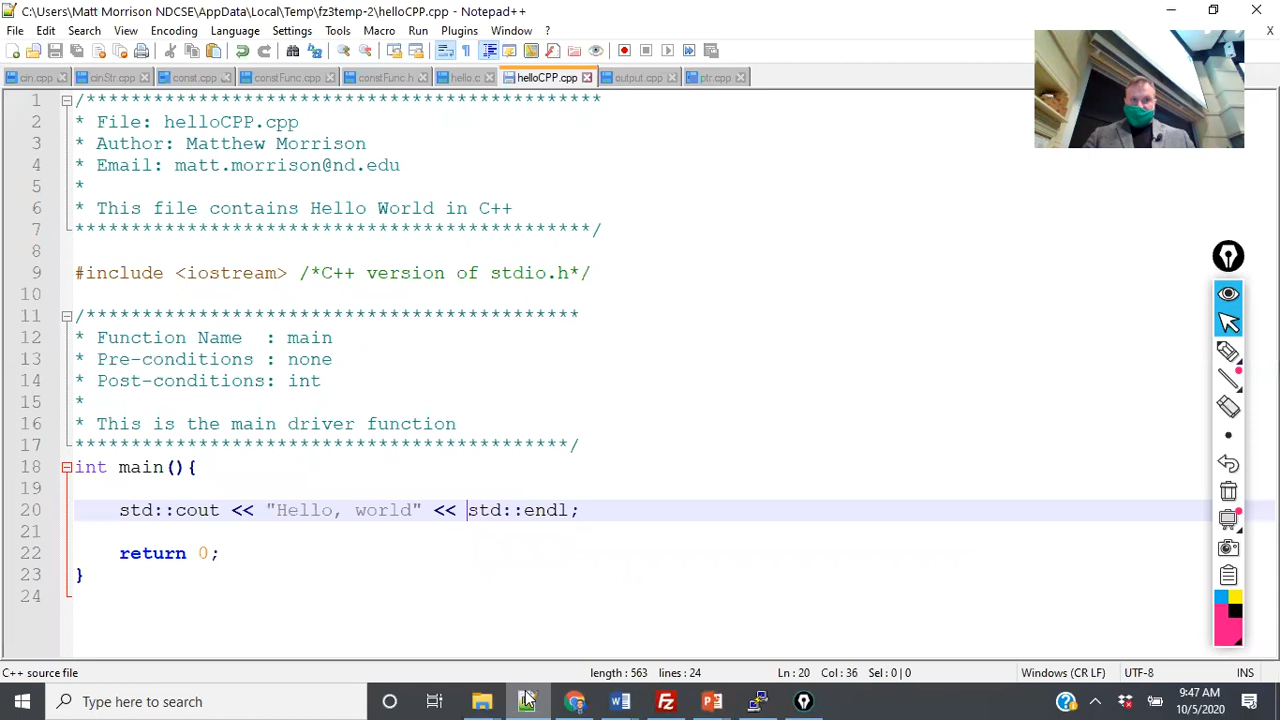 C:\Users\Matt Morrison NDCSE\AppData\Local\Temp\fz3temp-2\helloCPP.cpp - Notepad++
File Edit Search View Encoding Language Settings Tools Macro Run Plugins Window ? X
cin.cpp cinStr.cpp const.cpp constFunc.cpp constFunc.h hello.c helloCPP.cpp output.cpp ptr.cpp
1 /**********************************************
2 * File: helloCPP.cpp
3 * Author: Matthew Morrison
4 * Email: matt.morrison@nd.edu
5 *
6 * This file contains Hello World in C++
7 **********************************************/
8
9 #include <iostream> /*C++ version of stdio.h*/
10
11 /********************************************
12 * Function Name  : main
13 * Pre-conditions : none
14 * Post-conditions: int
15 *
16 * This is the main driver function
17 ********************************************/
18 int main(){
19
20 std::cout << "Hello, world" << std::endl;
21
22 return 0;
23 }
24
C++ source file length : 563 lines : 24 Ln : 20 Col : 36 Sel : 0 | 0 Windows (CR LF) UTF-8 INS
Type here to search
9:47 AM
10/5/2020